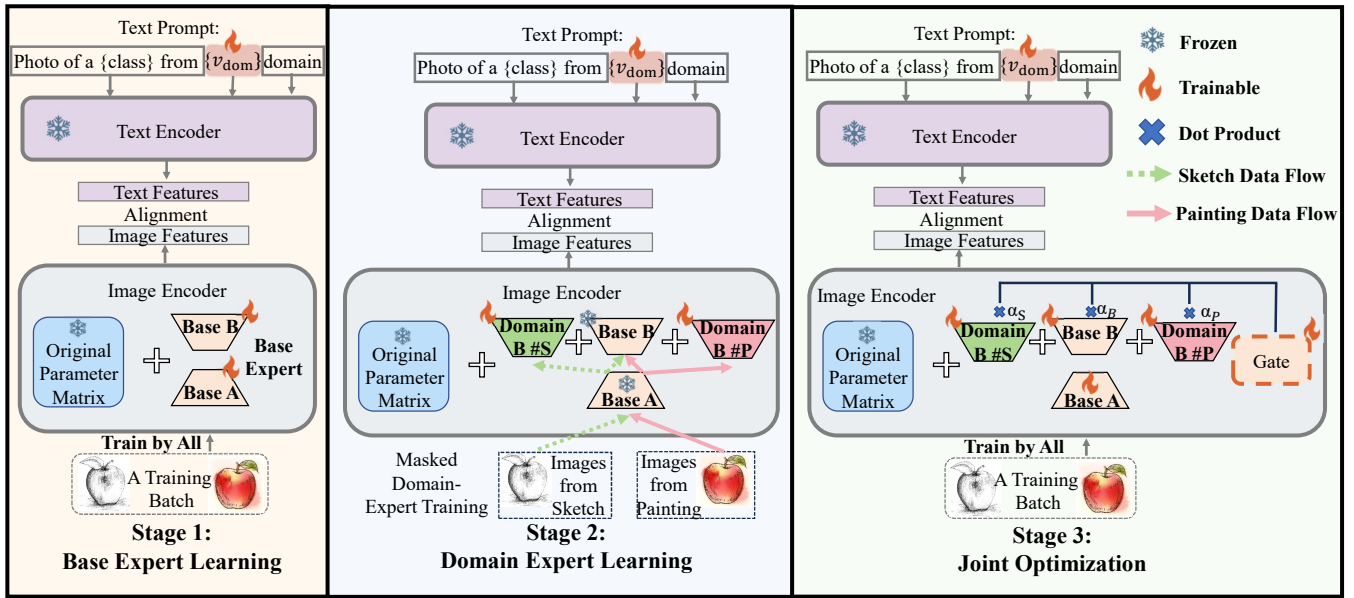 Text Prompt:
Photo of a {class} from {v_dom} domain
Text Encoder
Text Features
Alignment
Image Features
Image Encoder
Original
Parameter
Matrix
Base B
Base
Expert
Base A
Train by All
A Training
Batch
Stage 1:
Base Expert Learning
Text Prompt:
Photo of a {class} from {v_dom} domain
Text Encoder
Text Features
Alignment
Image Features
Image Encoder
Original
Parameter
Matrix
Domain
B #S
Base B
Domain
B #P
Base A
Masked
Domain-
Expert Training
Images
from
Sketch
Images
from
Painting
Stage 2:
Domain Expert Learning
Text Prompt:
Photo of a {class} from {v_dom} domain
Text Encoder
Text Features
Alignment
Image Features
Image Encoder
Original
Parameter
Matrix
α_S
α_B
α_P
Domain
B #S
Base B
Domain
B #P
Gate
Base A
Train by All
A Training
Batch
Stage 3:
Joint Optimization
Frozen
Trainable
Dot Product
Sketch Data Flow
Painting Data Flow